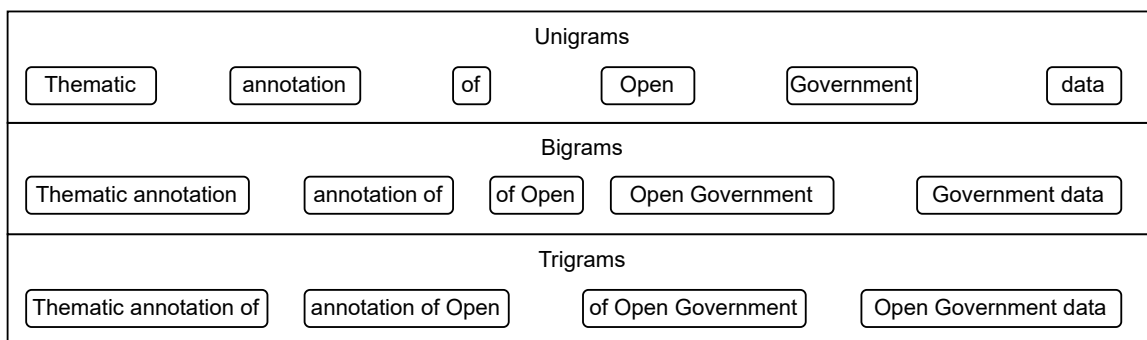 Unigrams
Thematic annotation of Open Government data
Bigrams
Thematic annotation annotation of of Open Open Government Government data
Trigrams
Thematic annotation of annotation of Open of Open Government Open Government data